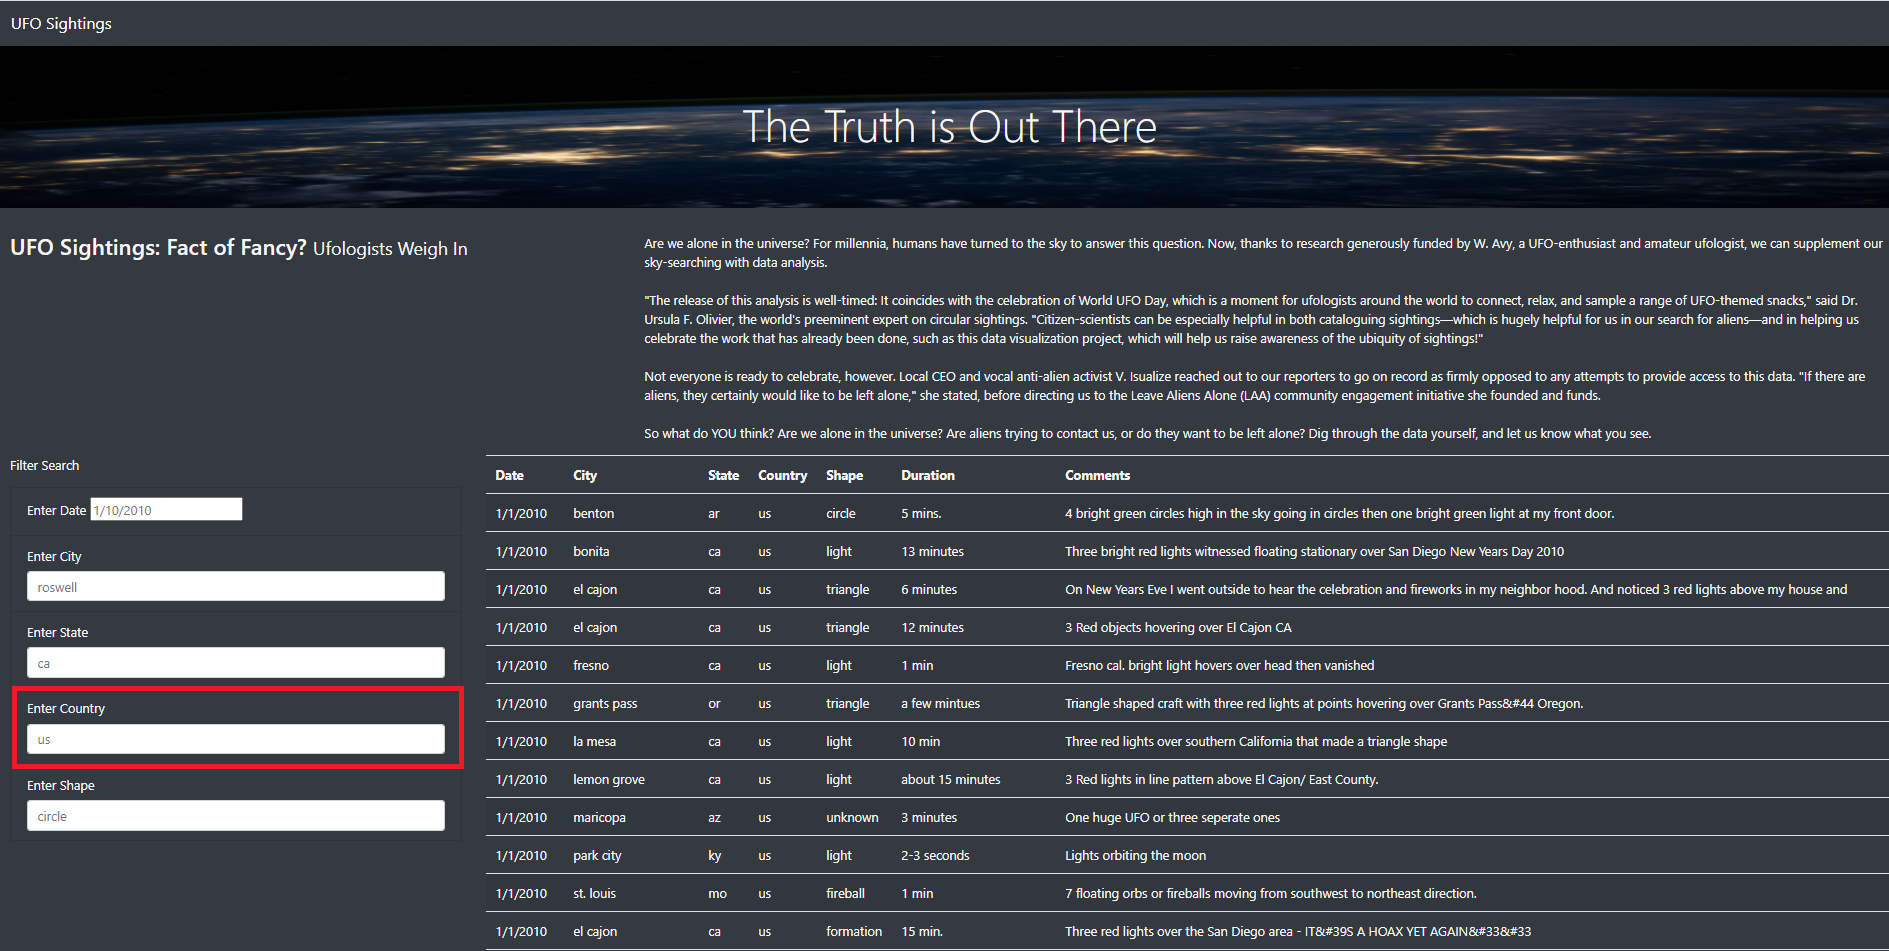 UFO Sightings
The Truth is Out There
UFO Sightings: Fact of Fancy? Ufologists Weigh In
Are we alone in the universe? For millennia, humans have turned to the sky to answer this question. Now, thanks to research generously funded by W. Avy, a UFO-enthusiast and amateur ufologist, we can supplement our
sky-searching with data analysis.
"The release of this analysis is well-timed: It coincides with the celebration of World UFO Day, which is a moment for ufologists around the world to connect, relax, and sample a range of UFO-themed snacks," said Dr.
Ursula F. Olivier, the world's preeminent expert on circular sightings. "Citizen-scientists can be especially helpful in both cataloguing sightings—which is hugely helpful for us in our search for aliens—and in helping us
celebrate the work that has already been done, such as this data visualization project, which will help us raise awareness of the ubiquity of sightings!"
Not everyone is ready to celebrate, however. Local CEO and vocal anti-alien activist V. Isualize reached out to our reporters to go on record as firmly opposed to any attempts to provide access to this data. "If there are
aliens, they certainly would like to be left alone," she stated, before directing us to the Leave Aliens Alone (LAA) community engagement initiative she founded and funds.
So what do YOU think? Are we alone in the universe? Are aliens trying to contact us, or do they want to be left alone? Dig through the data yourself, and let us know what you see.
Filter Search
Enter Date 1/10/2010
Enter City
roswell
Enter State
ca
Enter Country
us
Enter Shape
circle
Date City State Country Shape Duration Comments
1/1/2010 benton ar us circle 5 mins. 4 bright green circles high in the sky going in circles then one bright green light at my front door.
1/1/2010 bonita ca us light 13 minutes Three bright red lights witnessed floating stationary over San Diego New Years Day 2010
1/1/2010 el cajon ca us triangle 6 minutes On New Years Eve I went outside to hear the celebration and fireworks in my neighbor hood. And noticed 3 red lights above my house and
1/1/2010 el cajon ca us triangle 12 minutes 3 Red objects hovering over El Cajon CA
1/1/2010 fresno ca us light 1 min Fresno cal. bright light hovers over head then vanished
1/1/2010 grants pass or us triangle a few mintues Triangle shaped craft with three red lights at points hovering over Grants Pass&#44 Oregon.
1/1/2010 la mesa ca us light 10 min Three red lights over southern California that made a triangle shape
1/1/2010 lemon grove ca us light about 15 minutes 3 Red lights in line pattern above El Cajon/ East County.
1/1/2010 maricopa az us unknown 3 minutes One huge UFO or three seperate ones
1/1/2010 park city ky us light 2-3 seconds Lights orbiting the moon
1/1/2010 st. louis mo us fireball 1 min 7 floating orbs or fireballs moving from southwest to northeast direction.
1/1/2010 el cajon ca us formation 15 min. Three red lights over the San Diego area - IT&#39S A HOAX YET AGAIN&#33&#33